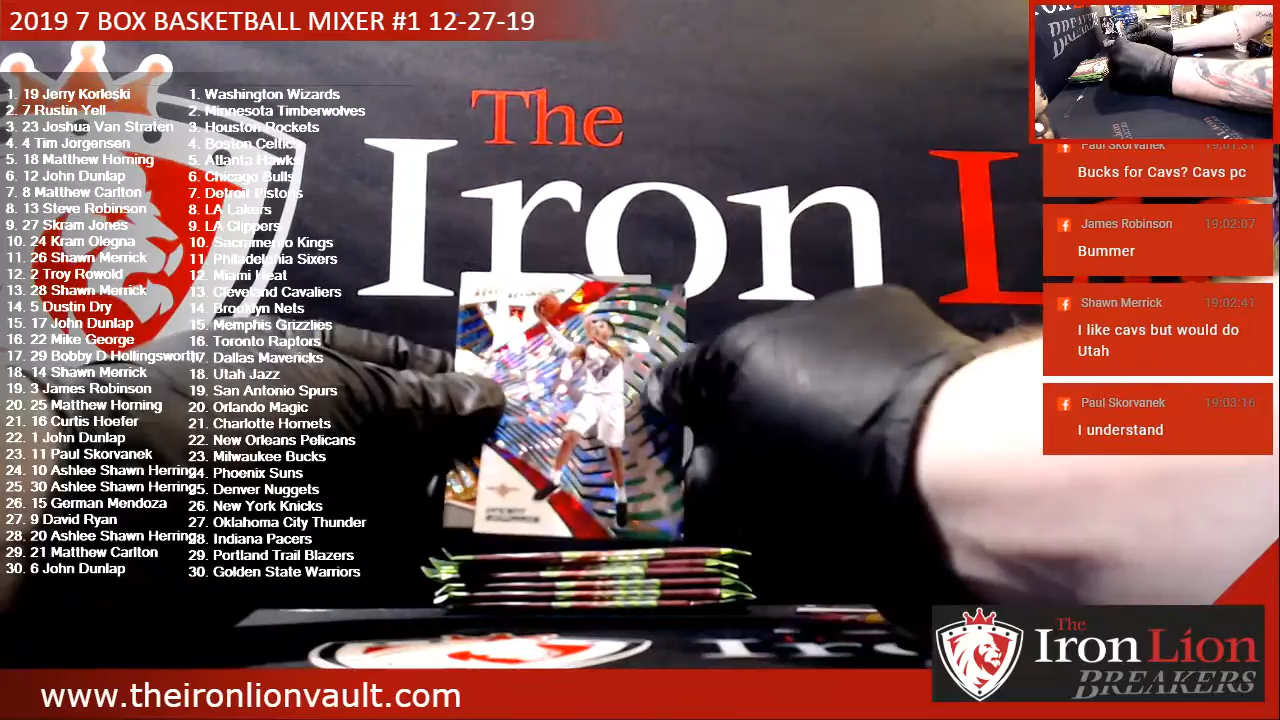 2019 7 BOX BASKETBALL MIXER #1 12-27-19
1. 19 Jerry Korleski
2. 7 Rustin Yell
3. 23 Joshua Van Straten
4. 4 Tim Jorgensen
5. 18 Matthew Horning
6. 12 John Dunlap
7. 8 Matthew Carlton
8. 13 Steve Robinson
9. 27 Skram Jones
10. 24 Kram Olegna
11. 26 Shawn Merrick
12. 2 Troy Rowold
13. 28 Shawn Merrick
14. 5 Dustin Dry
15. 17 John Dunlap
16. 22 Mike George
17. 29 Bobby D Hollingsworth
18. 14 Shawn Merrick
19. 3 James Robinson
20. 25 Matthew Horning
21. 16 Curtis Hoefer
22. 1 John Dunlap
23. 11 Paul Skorvanek
24. 10 Ashlee Shawn Herring
25. 30 Ashlee Shawn Herring
26. 15 German Mendoza
27. 9 David Ryan
28. 20 Ashlee Shawn Herring
29. 21 Matthew Carlton
30. 6 John Dunlap
1. Washington Wizards
2. Minnesota Timberwolves
3. Houston Rockets
4. Boston Celtics
5. Atlanta Hawks
6. Chicago Bulls
7. Detroit Pistons
8. LA Lakers
9. LA Clippers
10. Sacramento Kings
11. Philadelphia Sixers
12. Miami Heat
13. Cleveland Cavaliers
14. Brooklyn Nets
15. Memphis Grizzlies
16. Toronto Raptors
17. Dallas Mavericks
18. Utah Jazz
19. San Antonio Spurs
20. Orlando Magic
21. Charlotte Hornets
22. New Orleans Pelicans
23. Milwaukee Bucks
24. Phoenix Suns
25. Denver Nuggets
26. New York Knicks
27. Oklahoma City Thunder
28. Indiana Pacers
29. Portland Trail Blazers
30. Golden State Warriors
The
Iron L
BREAKE
Paul Skorvanek 19:01:31
Bucks for Cavs? Cavs pc
James Robinson 19:02:07
Bummer
Shawn Merrick 19:02:41
I like cavs but would do
Utah
Paul Skorvanek 19:03:16
I understand
The
Iron Lion
BREAKERS
www.theironlionvault.com